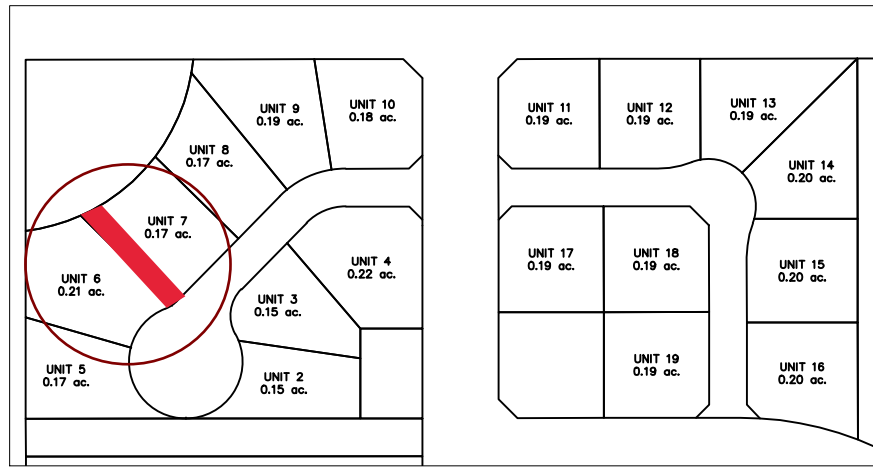 UNIT 9
0.19 ac.
UNIT 10
0.18 ac.
UNIT 11
0.19 ac.
UNIT 12
0.19 ac.
UNIT 13
0.19 ac.
UNIT 8
0.17 ac.
UNIT 14
0.20 ac.
UNIT 7
0.17 ac.
UNIT 6
0.21 ac.
UNIT 4
0.22 ac.
UNIT 17
0.19 ac.
UNIT 18
0.19 ac.
UNIT 15
0.20 ac.
UNIT 3
0.15 ac.
UNIT 5
0.17 ac.
UNIT 2
0.15 ac.
UNIT 19
0.19 ac.
UNIT 16
0.20 ac.